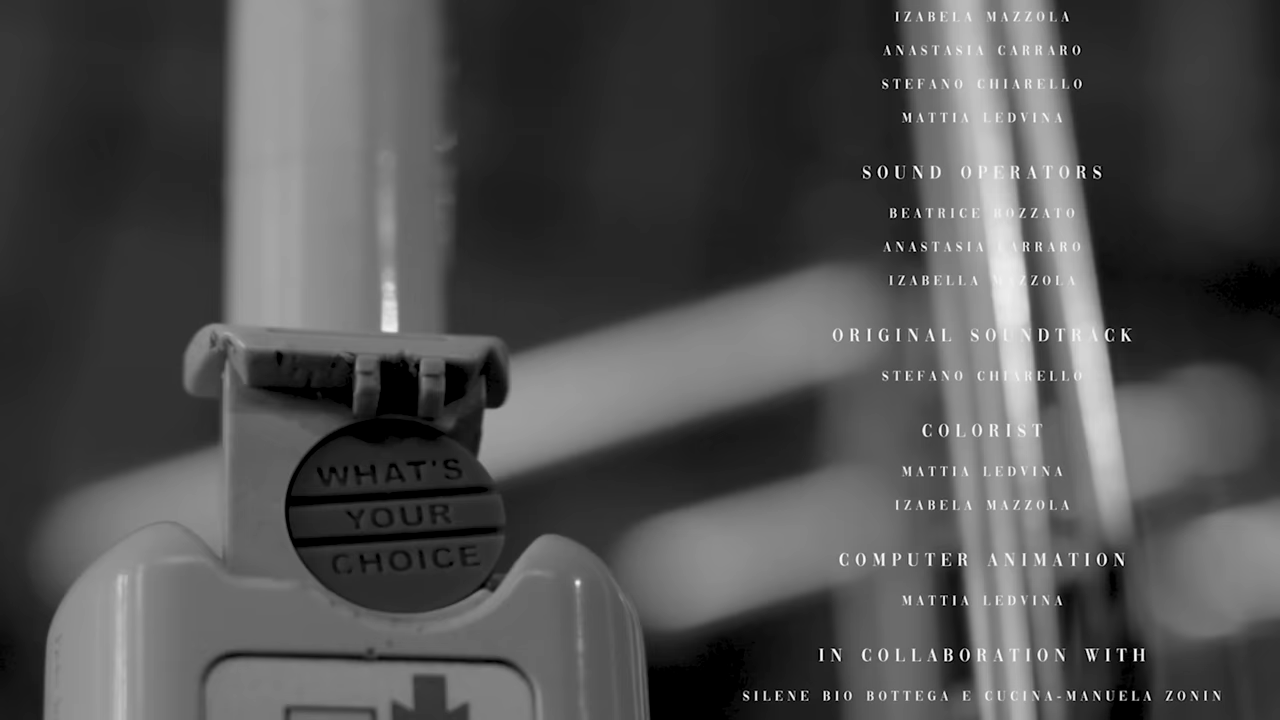 WHAT'S
YOUR
CHOICE
IZABELA MAZZOLA
ANASTASIA CARRARO
STEFANO CHIARELLO
MATTIA LEDVINA
SOUND OPERATORS
BEATRICE BOZZATO
ANASTASIA CARRARO
IZABELLA MAZZOLA
ORIGINAL SOUNDTRACK
STEFANO CHIARELLO
COLORIST
MATTIA LEDVINA
IZABELA MAZZOLA
COMPUTER ANIMATION
MATTIA LEDVINA
IN COLLABORATION WITH
SILENE BIO BOTTEGA E CUCINA-MANUELA ZONIN